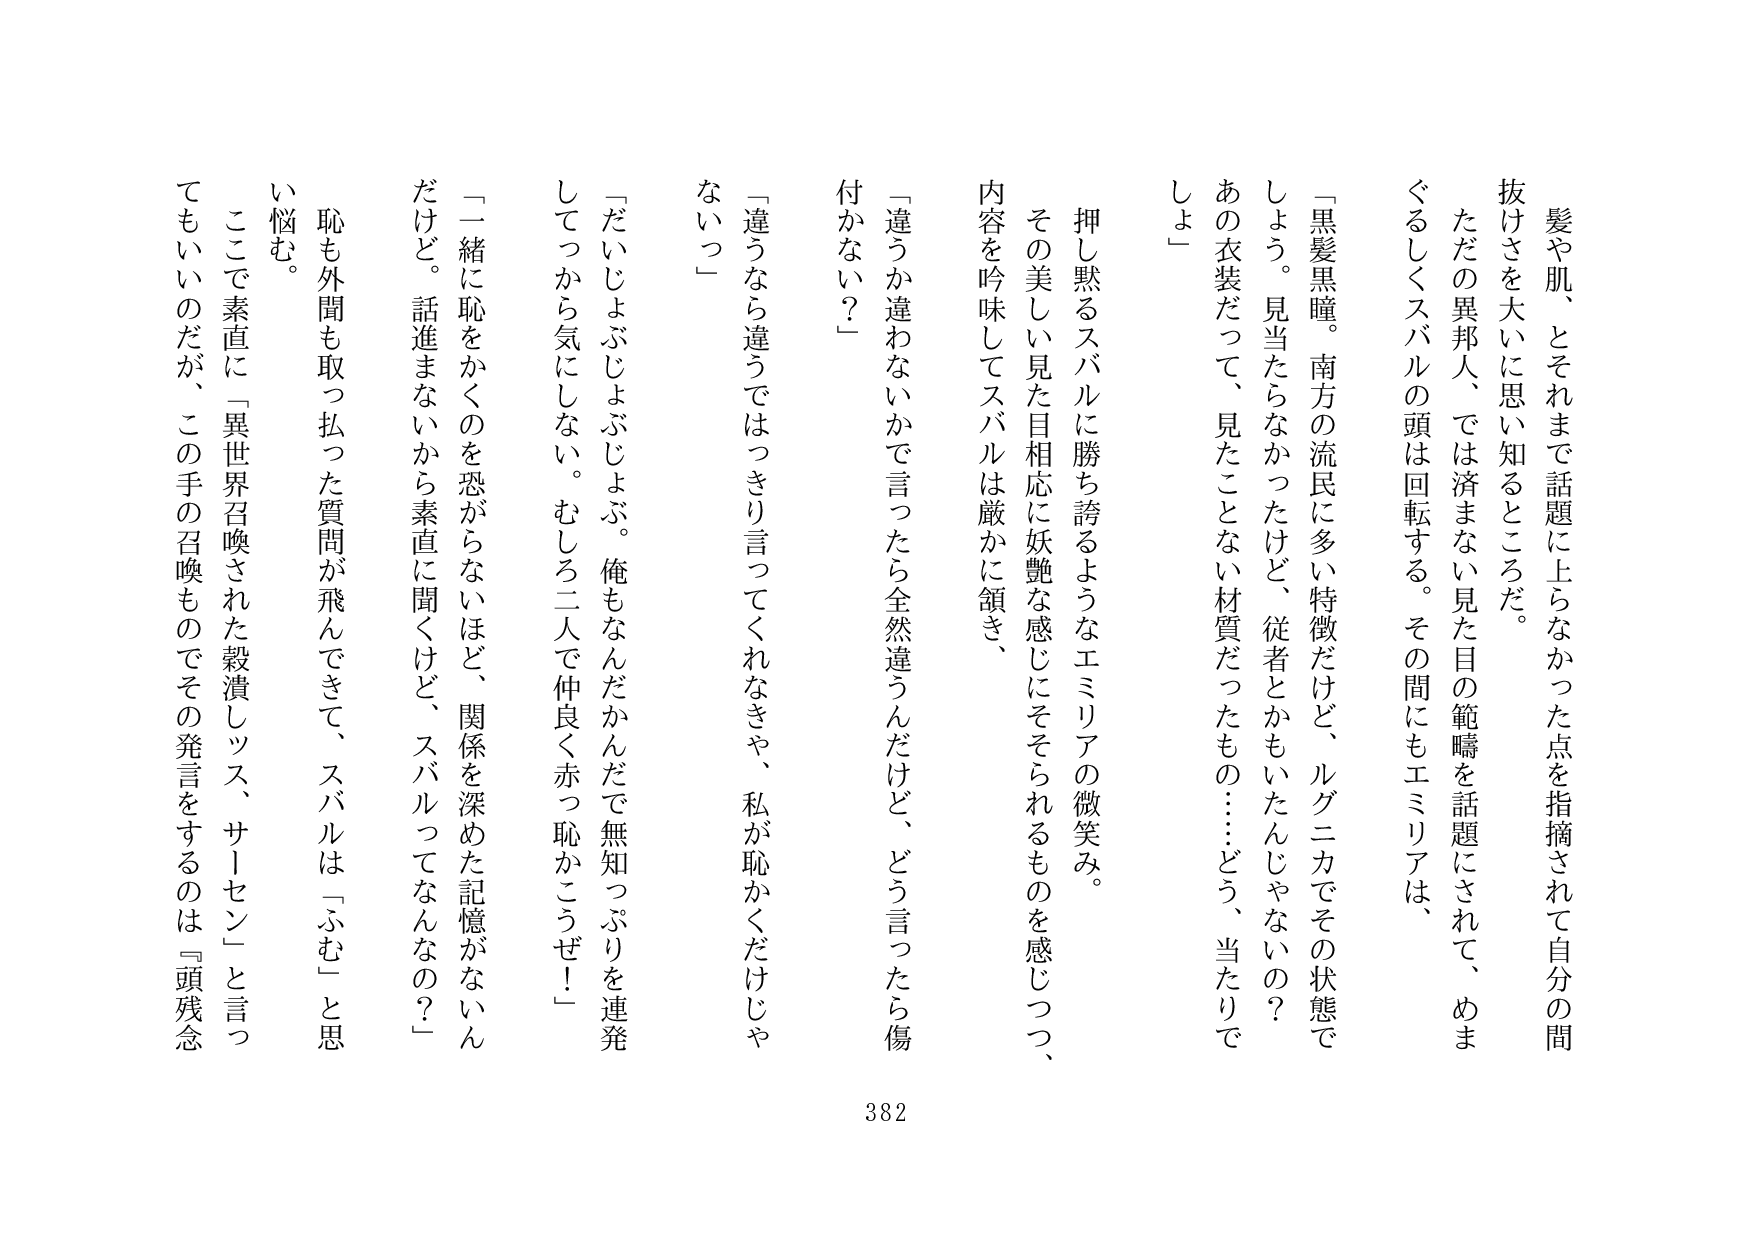 髪や肌、とそれまで話題に上らなかった点を指摘されて自分の間
抜けさを大いに思い知るところだ。
　ただの異邦人、では済まない見た目の範疇を話題にされて、めま
ぐるしくスバルの頭は回転する。その間にもエミリアは、
「黒髪黒瞳。南方の流民に多い特徴だけど、ルグニカでその状態で
しょう。見当たらなかったけど、従者とかもいたんじゃないの？
あの衣装だって、見たことない材質だったもの……どう、当たりで
しょ」
　押し黙るスバルに勝ち誇るようなエミリアの微笑み。
　その美しい見た目相応に妖艶な感じにそそられるものを感じつつ、
内容を吟味してスバルは厳かに頷き、
「違うか違わないかで言ったら全然違うんだけど、どう言ったら傷
付かない？」
「違うなら違うではっきり言ってくれなきゃ、私が恥かくだけじゃ
ないっ」
「だいじょぶじょぶじょぶ。俺もなんだかんだで無知っぷりを連発
してっから気にしない。むしろ二人で仲良く赤っ恥かこうぜ！」
「一緒に恥をかくのを恐がらないほど、関係を深めた記憶がないん
だけど。話進まないから素直に聞くけど、スバルってなんなの？」
　恥も外聞も取っ払った質問が飛んできて、スバルは「ふむ」と思
い悩む。
　ここで素直に「異世界召喚された穀潰しッス、サーセン」と言っ
てもいいのだが、この手の召喚ものでその発言をするのは『頭残念
382